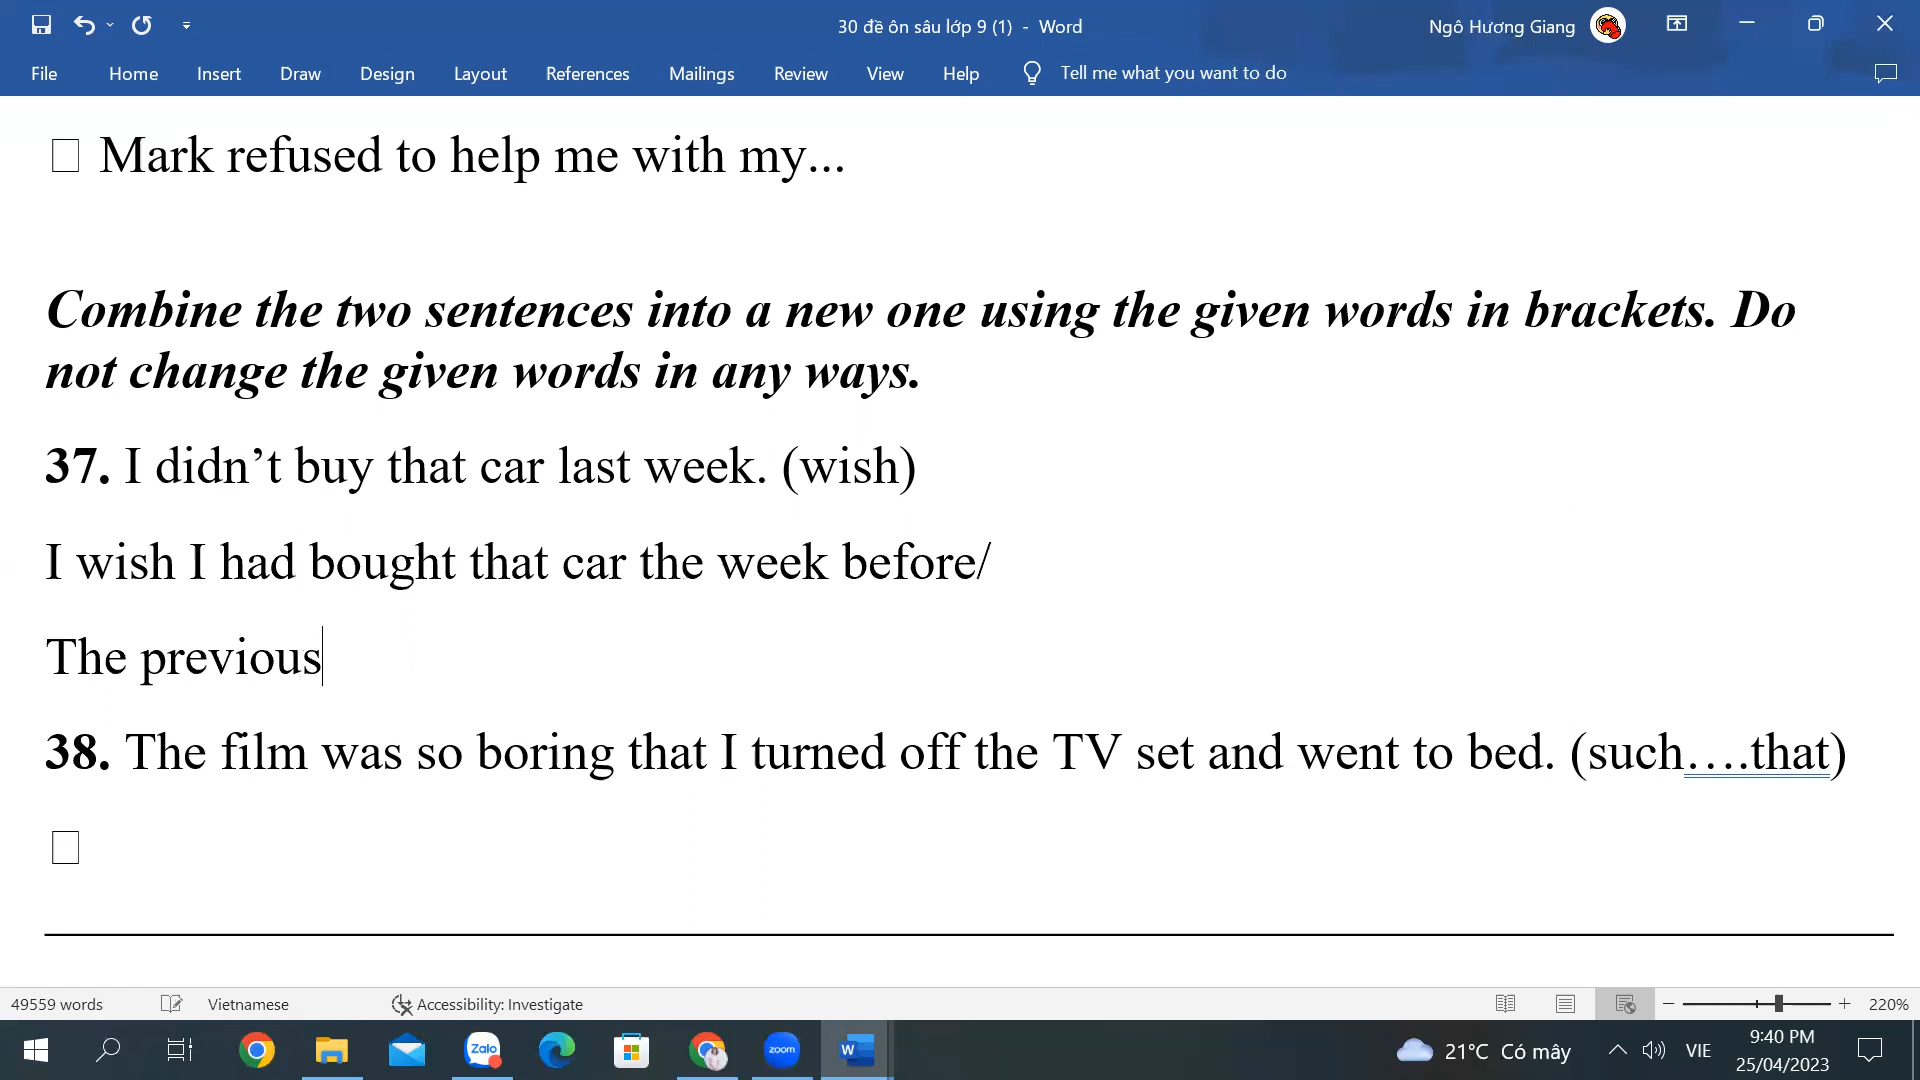 30 đề ôn sâu lớp 9 (1) - Word
Ngô Hương Giang
File Home Insert Draw Design Layout References Mailings Review View Help Tell me what you want to do
Mark refused to help me with my...
Combine the two sentences into a new one using the given words in brackets. Do
not change the given words in any ways.
37. I didn’t buy that car last week. (wish)
I wish I had bought that car the week before/
The previous
38. The film was so boring that I turned off the TV set and went to bed. (such….that)
49559 words Vietnamese Accessibility: Investigate 220%
Zalo zoom W 21°C Có mây VIE 9:40 PM
25/04/2023